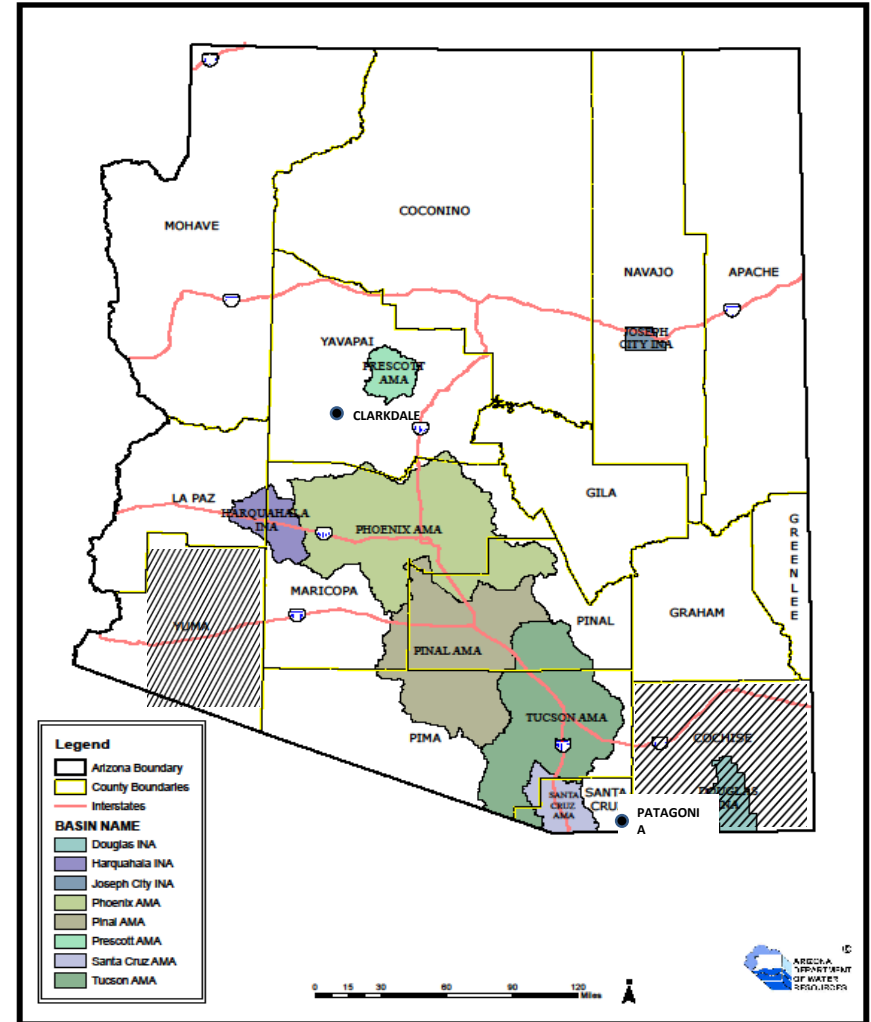 MOHAVE
COCONINO
NAVAJO
APACHE
JOSEPH
CITY INA
YAVAPAI
PRESCOTT
AMA
CLARKDALE
LA PAZ
HARQUAHALA
INA
PHOENIX AMA
GILA
G
R
E
E
N
L
E
E
MARICOPA
YUMA
PINAL
GRAHAM
PINAL AMA
TUCSON AMA
PIMA
COCHISE
SANTA
CRUZ
AMA
SANTA
CRU
DOUGLAS
INA
PATAGONI
A
Legend
Arizona Boundary
County Boundaries
Interstates
BASIN NAME
Douglas INA
Harquahala INA
Joseph City INA
Phoenix AMA
Pinal AMA
Prescott AMA
Santa Cruz AMA
Tucson AMA
0 15 30 60 90 120
Miles
©
ARIZONA
DEPARTMENT
OF WATER
RESOURCES